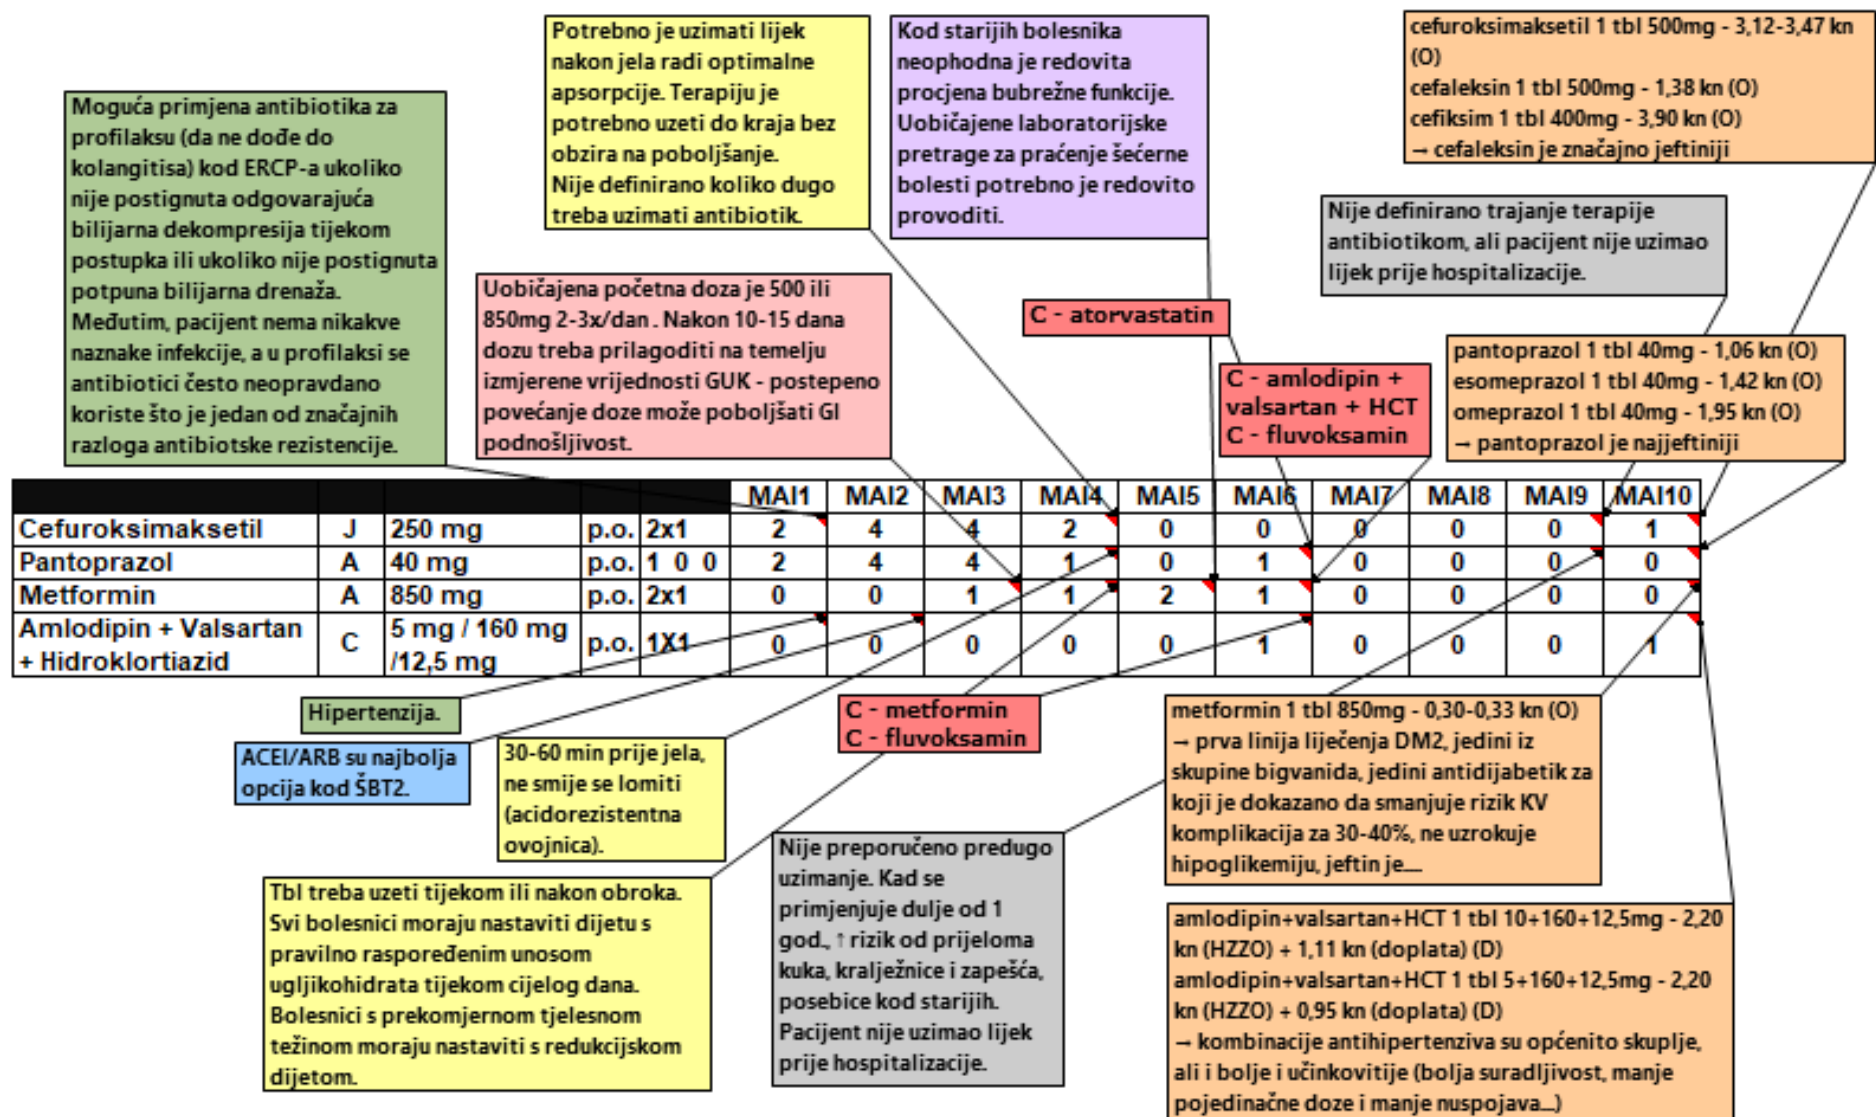 Potrebno je uzimati lijek
nakon jela radi optimalne
apsorpcije. Terapiju je
potrebno uzeti do kraja bez
obzira na poboljšanje.
Nije definirano koliko dugo
treba uzimati antibiotik.
Kod starijih bolesnika
neophodna je redovita
procjena bubrežne funkcije.
Uobičajene laboratorijske
pretrage za praćenje šećerne
bolesti potrebno je redovito
provoditi.
cefuroksimaksetil 1 tbl 500mg - 3,12-3,47 kn
(O)
cefaleksin 1 tbl 500mg - 1,38 kn (O)
cefiksim 1 tbl 400mg - 3,90 kn (O)
→ cefaleksin je značajno jeftiniji
Moguća primjena antibiotika za
profilaksu (da ne dođe do
kolangitisa) kod ERCP-a ukoliko
nije postignuta odgovarajuća
bilijarna dekompresija tijekom
postupka ili ukoliko nije postignuta
potpuna bilijarna drenaža.
Međutim, pacijent nema nikakve
naznake infekcije, a u profilaksi se
antibiotici često neopravdano
koriste što je jedan od značajnih
razloga antibiotske rezistencije.
Nije definirano trajanje terapije
antibiotikom, ali pacijent nije uzimao
lijek prije hospitalizacije.
Uobičajena početna doza je 500 ili
850mg 2-3x/dan . Nakon 10-15 dana
dozu treba prilagoditi na temelju
izmjerene vrijednosti GUK - postepeno
povećanje doze može poboljšati GI
podnošljivost.
C - atorvastatin
C - amlodipin +
valsartan + HCT
C - fluvoksamin
pantoprazol 1 tbl 40mg - 1,06 kn (O)
esomeprazol 1 tbl 40mg - 1,42 kn (O)
omeprazol 1 tbl 40mg - 1,95 kn (O)
→ pantoprazol je najjeftiniji
MAI1 MAI2 MAI3 MAI4 MAI5 MAI6 MAI7 MAI8 MAI9 MAI10
Cefuroksimaksetil J 250 mg p.o. 2x1 2 4 4 2 0 0 0 0 0 1
Pantoprazol A 40 mg p.o. 1 0 0 2 4 4 1 0 1 0 0 0 0
Metformin A 850 mg p.o. 2x1 0 0 1 1 2 1 0 0 0 0
Amlodipin + Valsartan
+ Hidroklortiazid C 5 mg / 160 mg
/12,5 mg p.o. 1X1 0 0 0 0 0 1 0 0 0 1
Hipertenzija.
ACEI/ARB su najbolja
opcija kod ŠBT2.
30-60 min prije jela,
ne smije se lomiti
(acidorezistentna
ovojnica).
C - metformin
C - fluvoksamin
metformin 1 tbl 850mg - 0,30-0,33 kn (O)
→ prva linija liječenja DM2, jedini iz
skupine bigvanida, jedini antidijabetik za
koji je dokazano da smanjuje rizik KV
komplikacija za 30-40%, ne uzrokuje
hipoglikemiju, jeftin je....
Nije preporučeno predugo
uzimanje. Kad se
primjenjuje dulje od 1
god., ↑ rizik od prijeloma
kuka, kralježnice i zapešća,
posebice kod starijih.
Pacijent nije uzimao lijek
prije hospitalizacije.
Tbl treba uzeti tijekom ili nakon obroka.
Svi bolesnici moraju nastaviti dijetu s
pravilno raspoređenim unosom
ugljikohidrata tijekom cijelog dana.
Bolesnici s prekomjernom tjelesnom
težinom moraju nastaviti s redukcijskom
dijetom.
amlodipin+valsartan+HCT 1 tbl 10+160+12,5mg - 2,20
kn (HZZO) + 1,11 kn (doplata) (D)
amlodipin+valsartan+HCT 1 tbl 5+160+12,5mg - 2,20
kn (HZZO) + 0,95 kn (doplata) (D)
→ kombinacije antihipertenziva su općenito skuplje,
ali i bolje i učinkovitije (bolja suradljivost, manje
pojedinačne doze i manje nuspojava...)